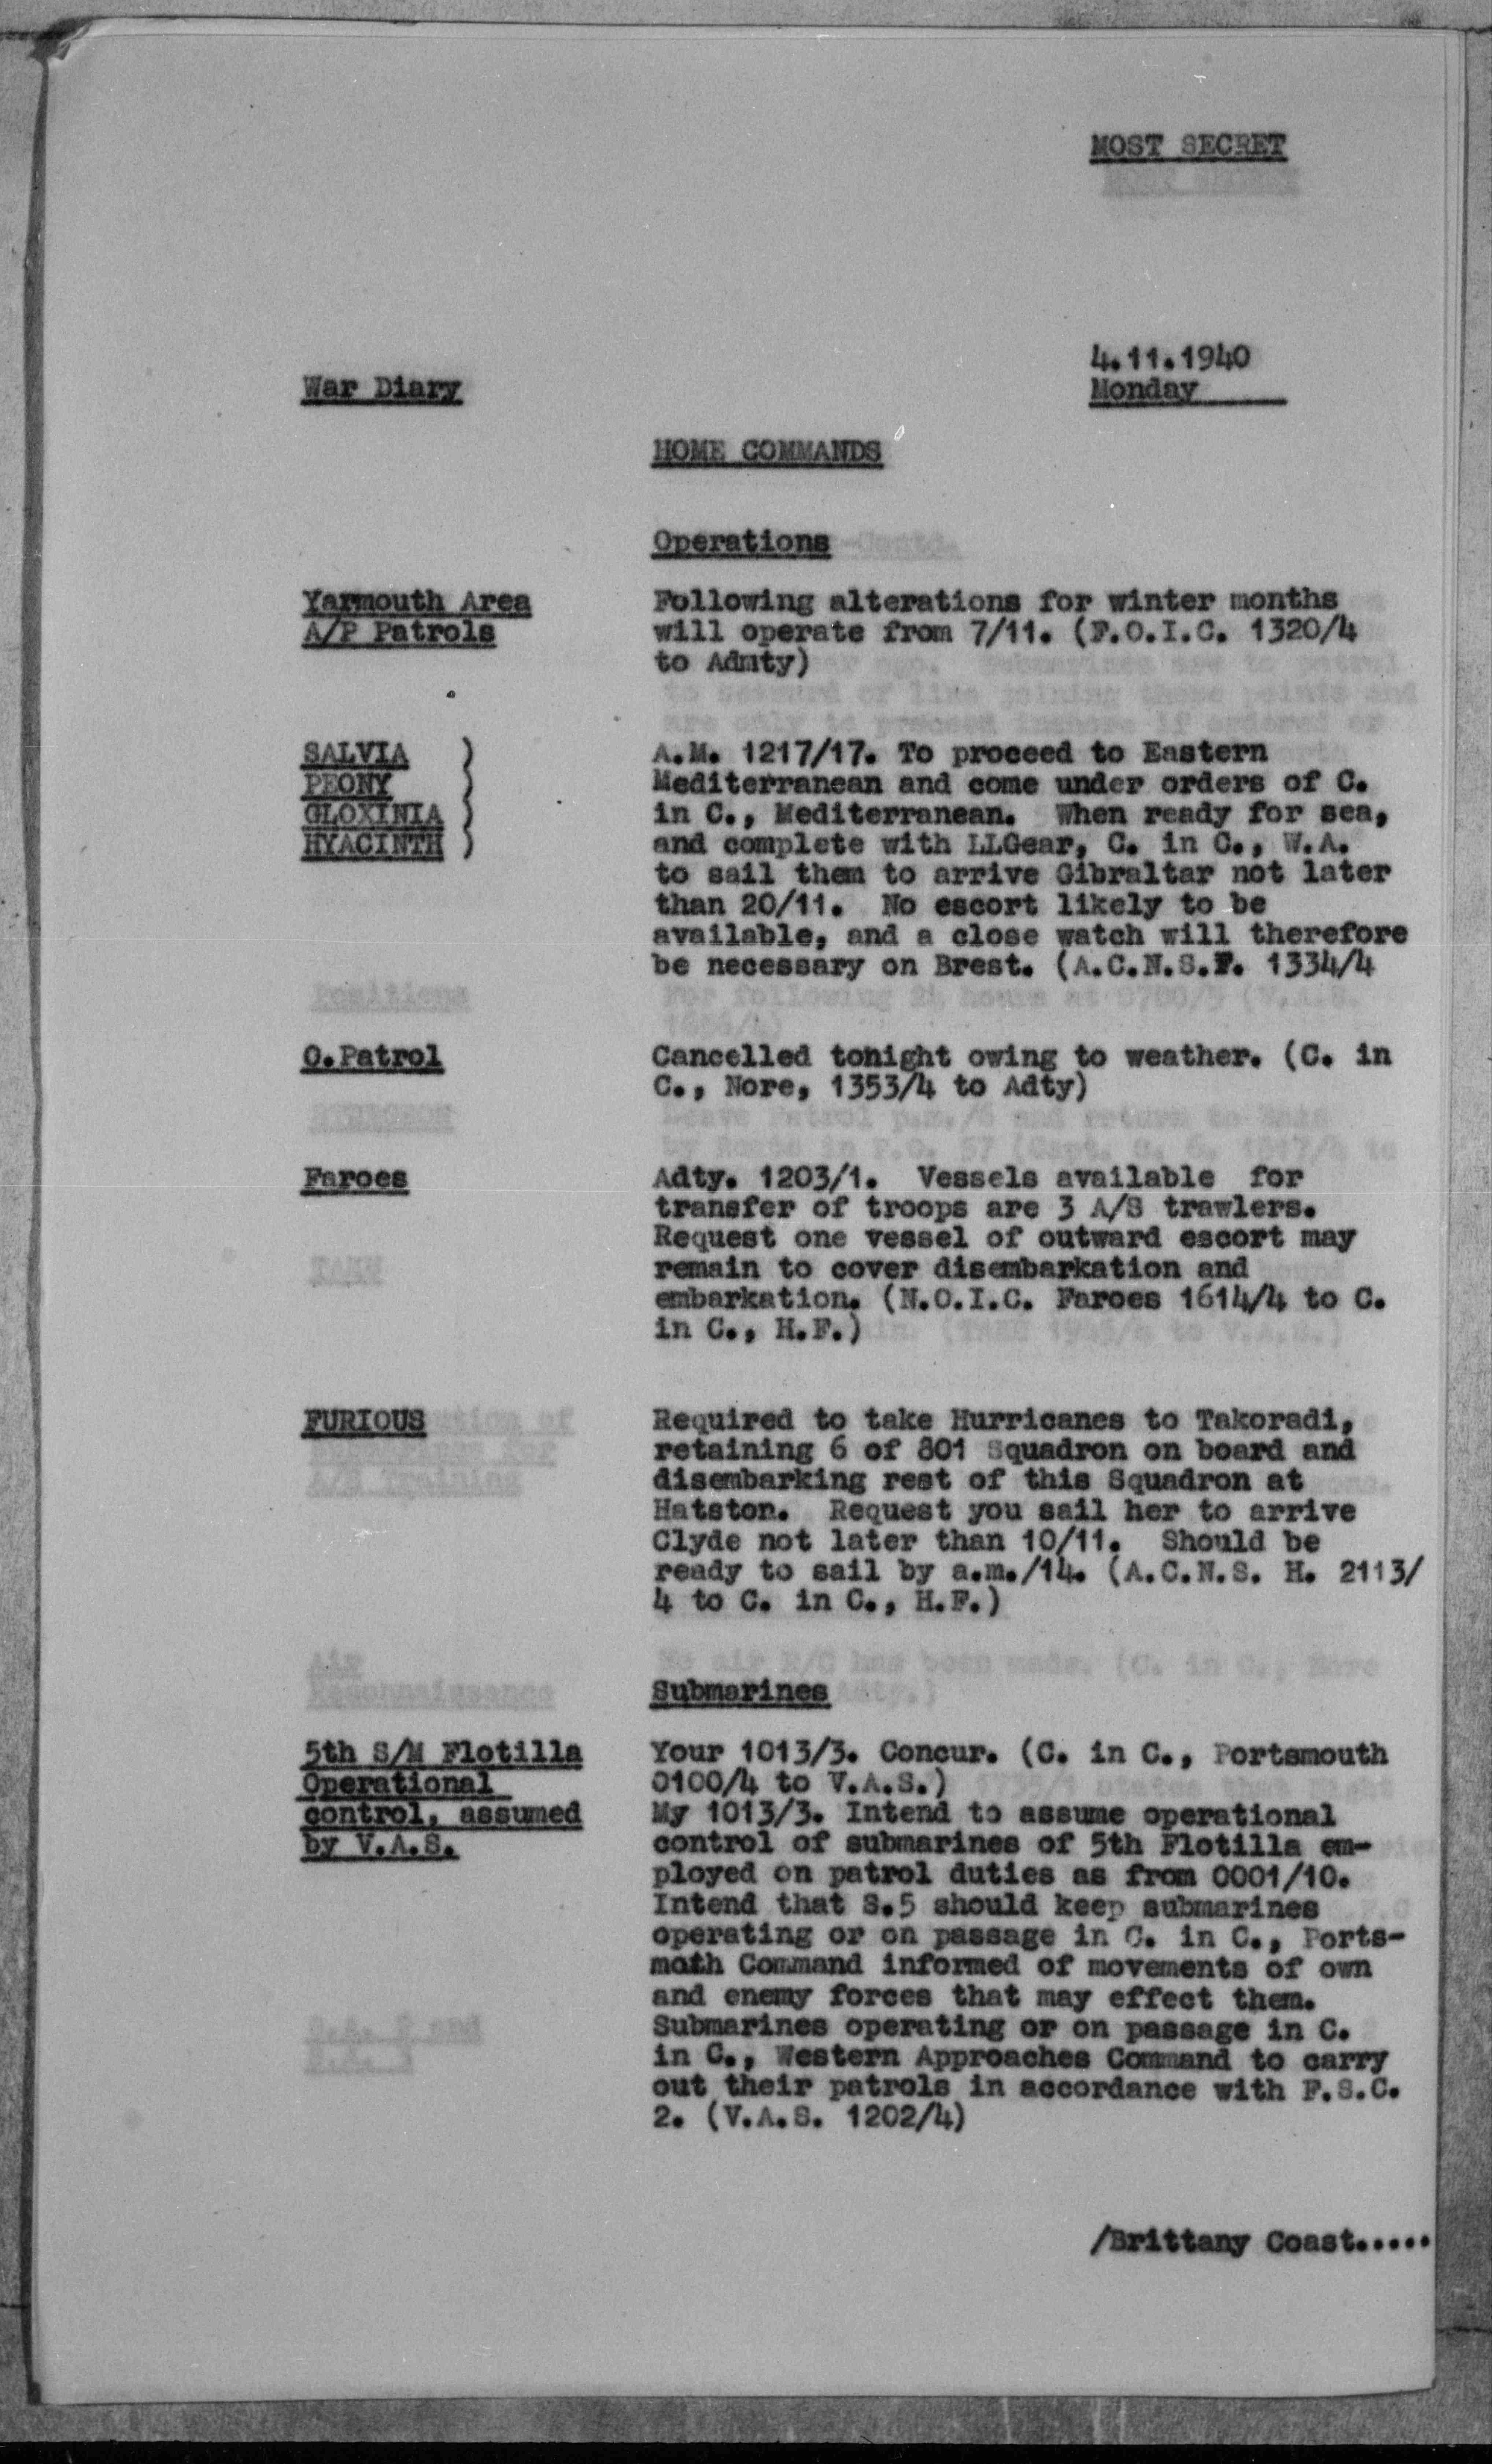 MOST SECRET
4.11.1940
War Diary
Monday
HOME COMMANDS
Operations
Yarmouth Area
A/P Patrols
Following alterations for winter months
will operate from 7/11. (F.O.I.C. 1320/4
to Admty)
SALVIA )
PEONY )
GLOXINIA )
HYACINTH )
A.M. 1217/17. To proceed to Eastern
Mediterranean and come under orders of C.
in C., Mediterranean. When ready for sea,
and complete with LLGear, C. in C., W.A.
to sail them to arrive Gibraltar not later
than 20/11. No escort likely to be
available, and a close watch will therefore
be necessary on Brest. (A.C.N.S.F. 1334/4
O.Patrol
Cancelled tonight owing to weather. (C. in
C., Nore, 1353/4 to Adty)
Faroes
Adty. 1203/1. Vessels available for
transfer of troops are 3 A/S trawlers.
Request one vessel of outward escort may
remain to cover disembarkation and
embarkation. (N.O.I.C. Faroes 1614/4 to C.
in C., H.F.)
FURIOUS
Required to take Hurricanes to Takoradi,
retaining 6 of 801 Squadron on board and
disembarking rest of this Squadron at
Hatston. Request you sail her to arrive
Clyde not later than 10/11. Should be
ready to sail by a.m./14. (A.C.N.S. H. 2113/
4 to C. in C., H.F.)
Submarines
5th S/M Flotilla
Operational
control, assumed
by V.A.S.
Your 1013/3. Concur. (C. in C., Portsmouth
0100/4 to V.A.S.)
My 1013/3. Intend to assume operational
control of submarines of 5th Flotilla em-
ployed on patrol duties as from 0001/10.
Intend that S.5 should keep submarines
operating or on passage in C. in C., Ports-
moth Command informed of movements of own
and enemy forces that may effect them.
Submarines operating or on passage in C.
in C., Western Approaches Command to carry
out their patrols in accordance with F.S.C.
2. (V.A.S. 1202/4)
/Brittany Coast.....